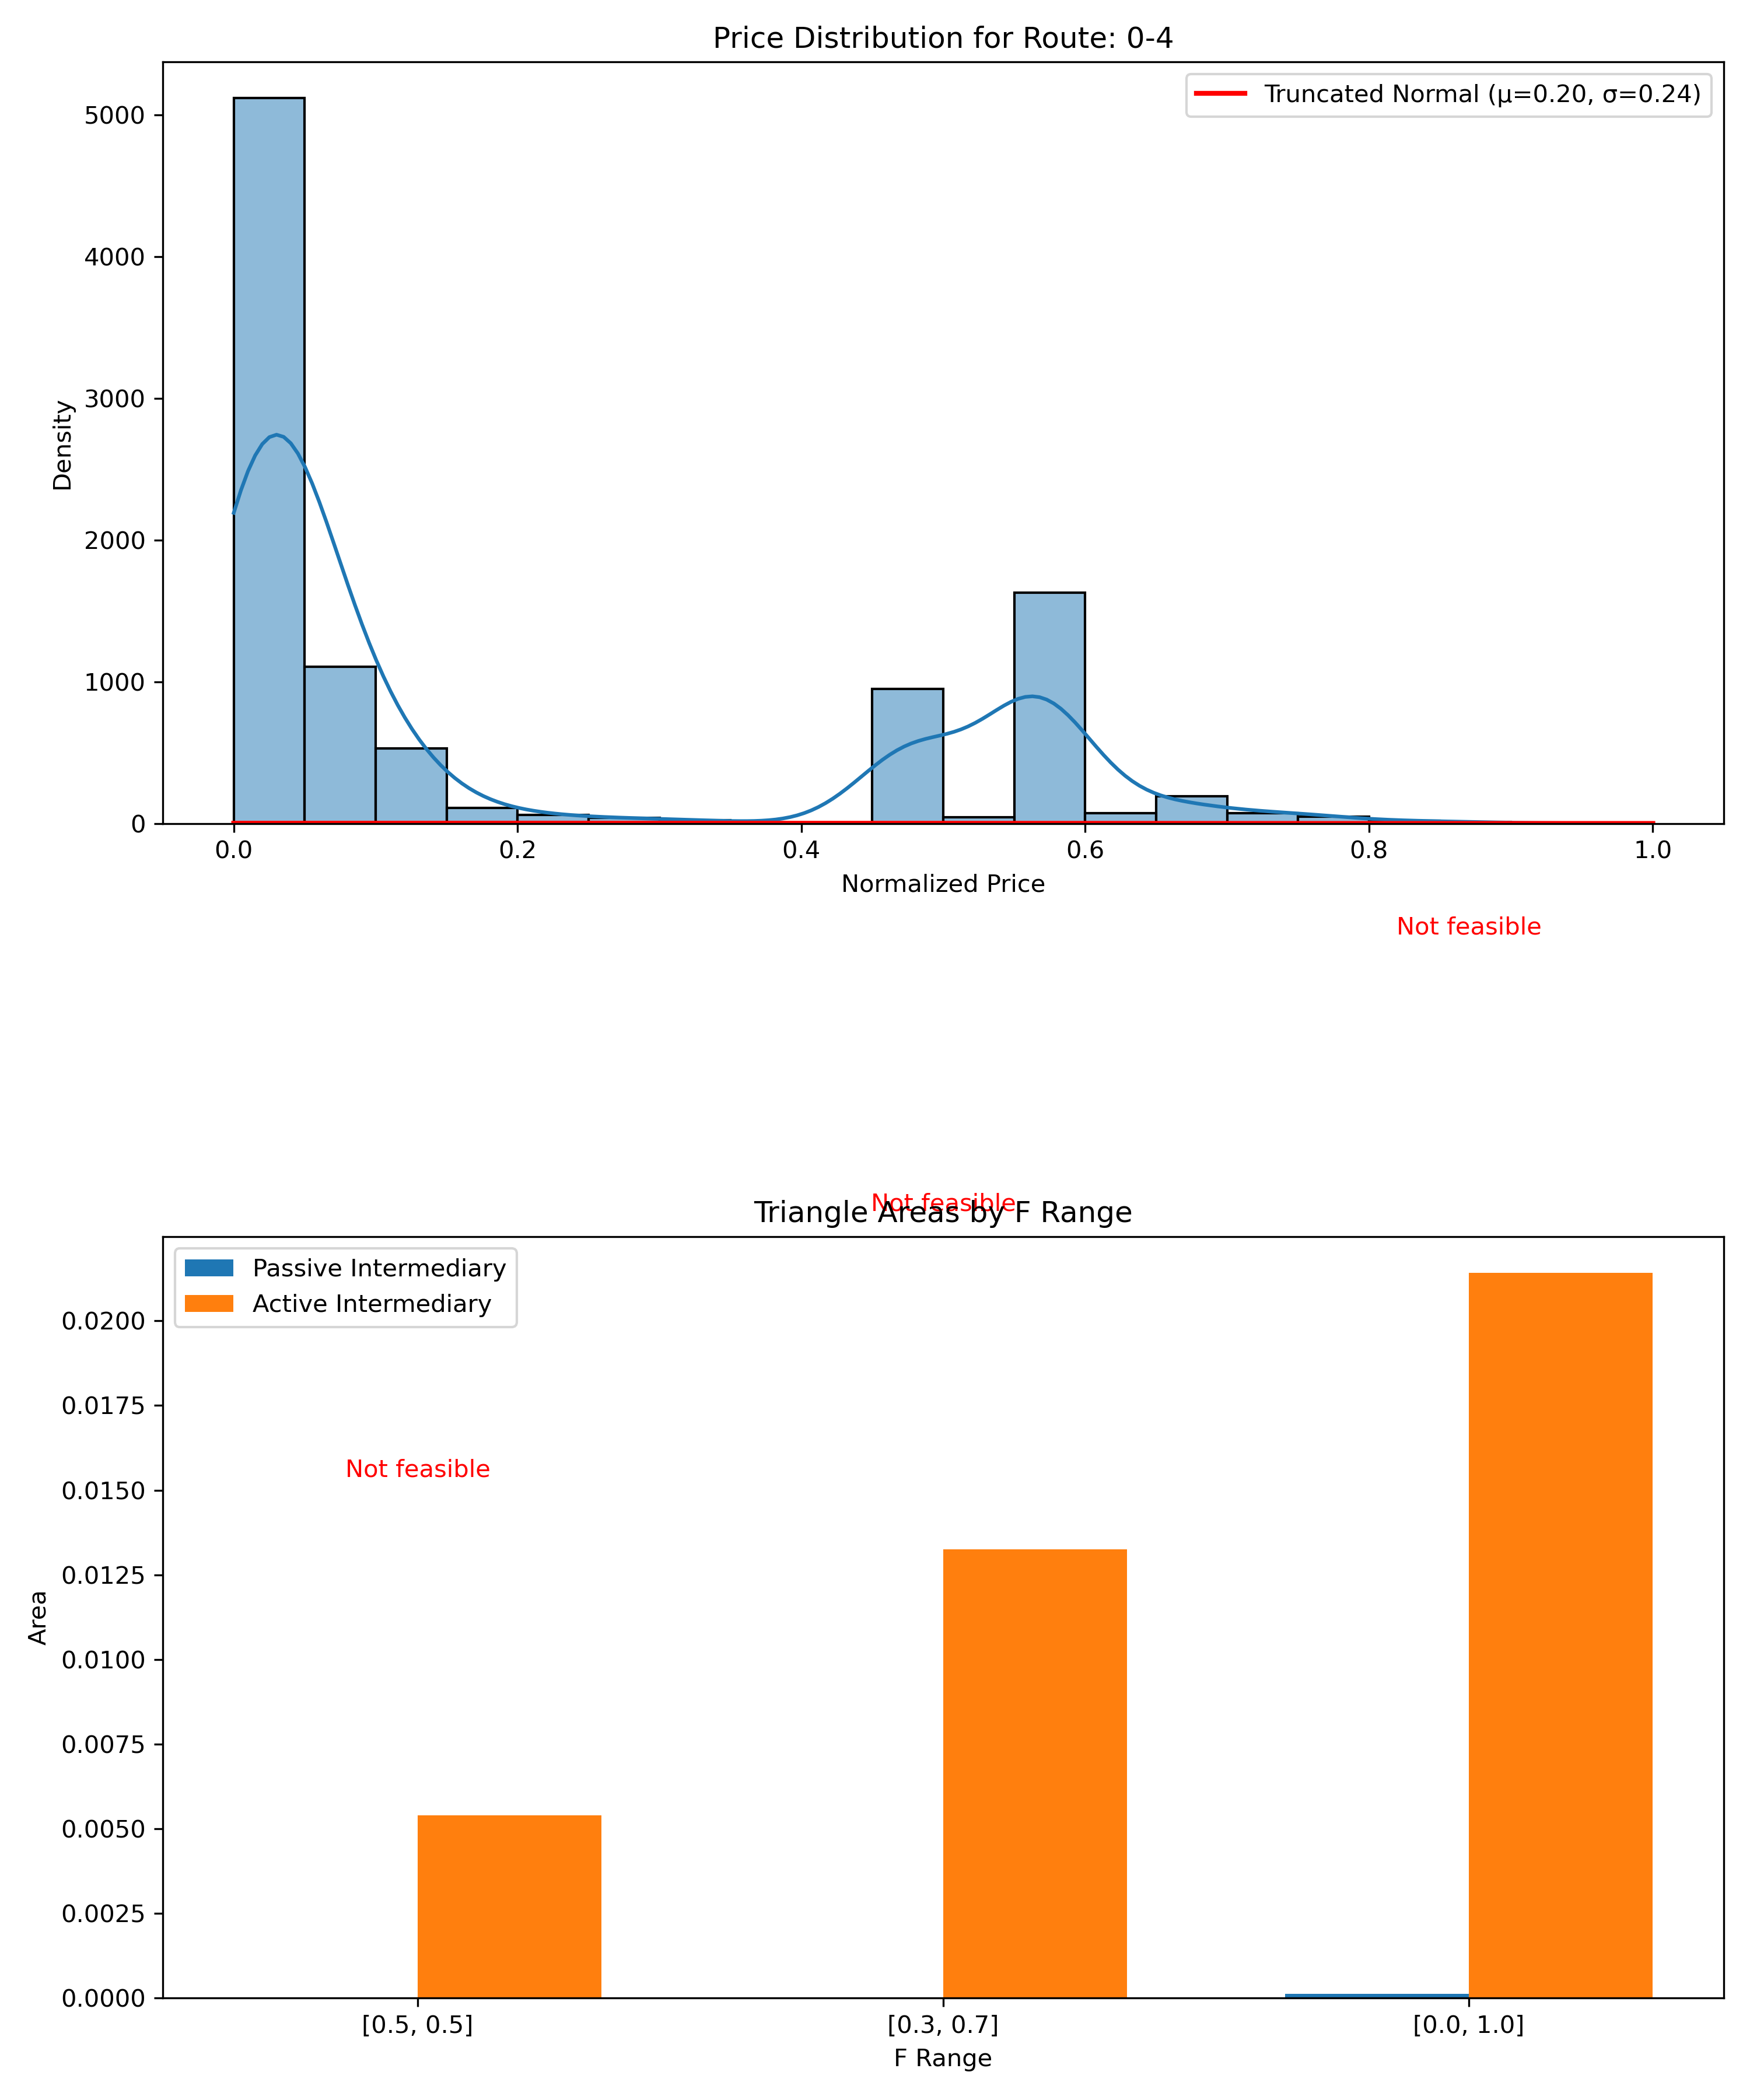 Price Distribution for Route: 0-4
Truncated Normal (μ=0.20, σ=0.24)
5000
4000
3000
2000
1000
0
Density
0.0 0.2 0.4 0.6 0.8 1.0
Normalized Price
Not feasible
Not feasible
Triangle Areas by F Range
Passive Intermediary
Active Intermediary
Not feasible
0.0200
0.0175
0.0150
0.0125
0.0100
0.0075
0.0050
0.0025
0.0000
Area
[0.5, 0.5] [0.3, 0.7] [0.0, 1.0]
F Range